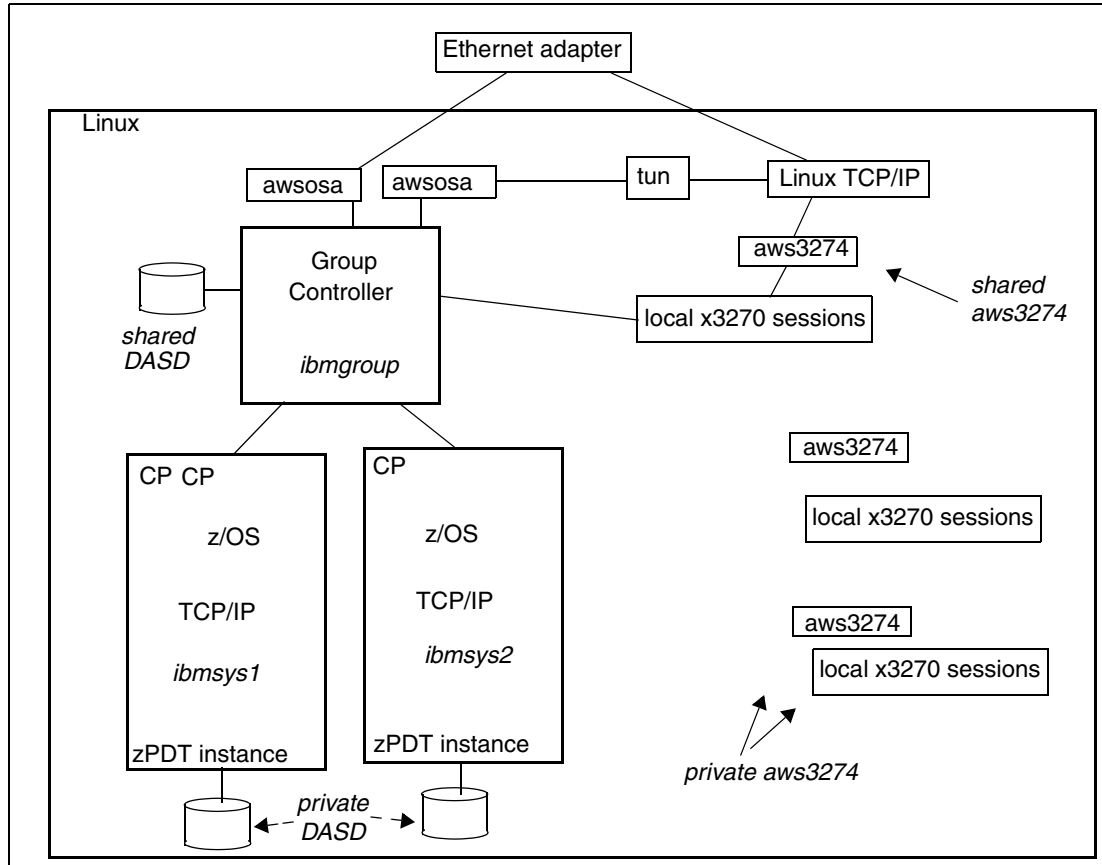 Ethernet adapter
Linux
awsosa
awsosa
tun
Linux TCP/IP
aws3274
Group
Controller
ibmgroup
shared
DASD
local x3270 sessions
shared
aws3274
CP CP
z/OS
TCP/IP
ibmsys1
zPDT instance
CP
z/OS
TCP/IP
ibmsys2
zPDT instance
aws3274
local x3270 sessions
aws3274
local x3270 sessions
private aws3274
private
DASD